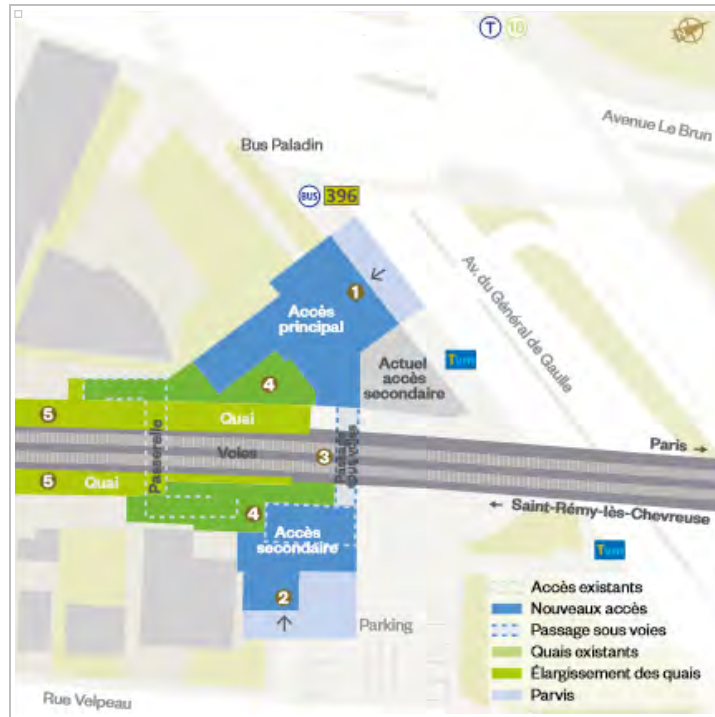 T 18
Avenue Le Brun
Bus Paladin
BUS 396
Av. du Général de Gaulle
1
Accès
principal
Actuel
accès
secondaire
Tvm
4
5
Quai
Passerelle
Voies
3
Passage
sous voies
Paris →
5
Quai
4
← Saint-Rémy-lès-Chevreuse
Accès
secondaire
Tvm
2
Parking
Rue Velpeau
Accès existants
Nouveaux accès
Passage sous voies
Quais existants
Élargissement des quais
Parvis